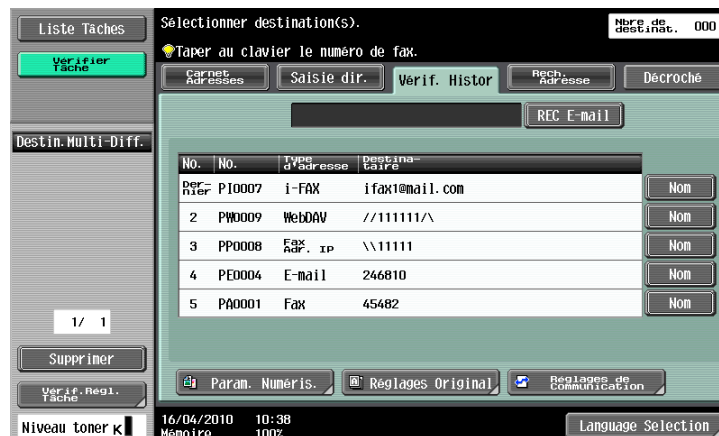 Liste Tâches
Vérifier
Tâche
Destin.Multi-Diff.
1/ 1
Supprimer
Vérif.Régl.
Tâche
Niveau toner K
Sélectionner destination(s).
Nbre de
destinat. 000
Taper au clavier le numéro de fax.
Carnet
Adresses
Saisie dir.
Vérif. Histor
Rech.
Adresse
Décroché
REC E-mail
No. No. Type
d'adresse Destina-
taire
Der-
nier PI0007 i-FAX ifax1@mail.com Nom
2 PW0009 WebDAV //111111/\ Nom
3 PP0008 Fax
Adr. IP \\11111 Nom
4 PE0004 E-mail 246810 Nom
5 PA0001 Fax 45482 Nom
Param. Numéris.
Réglages Original
Réglages de
Communication
16/04/2010 10:38
Mémoire 100%
Language Selection